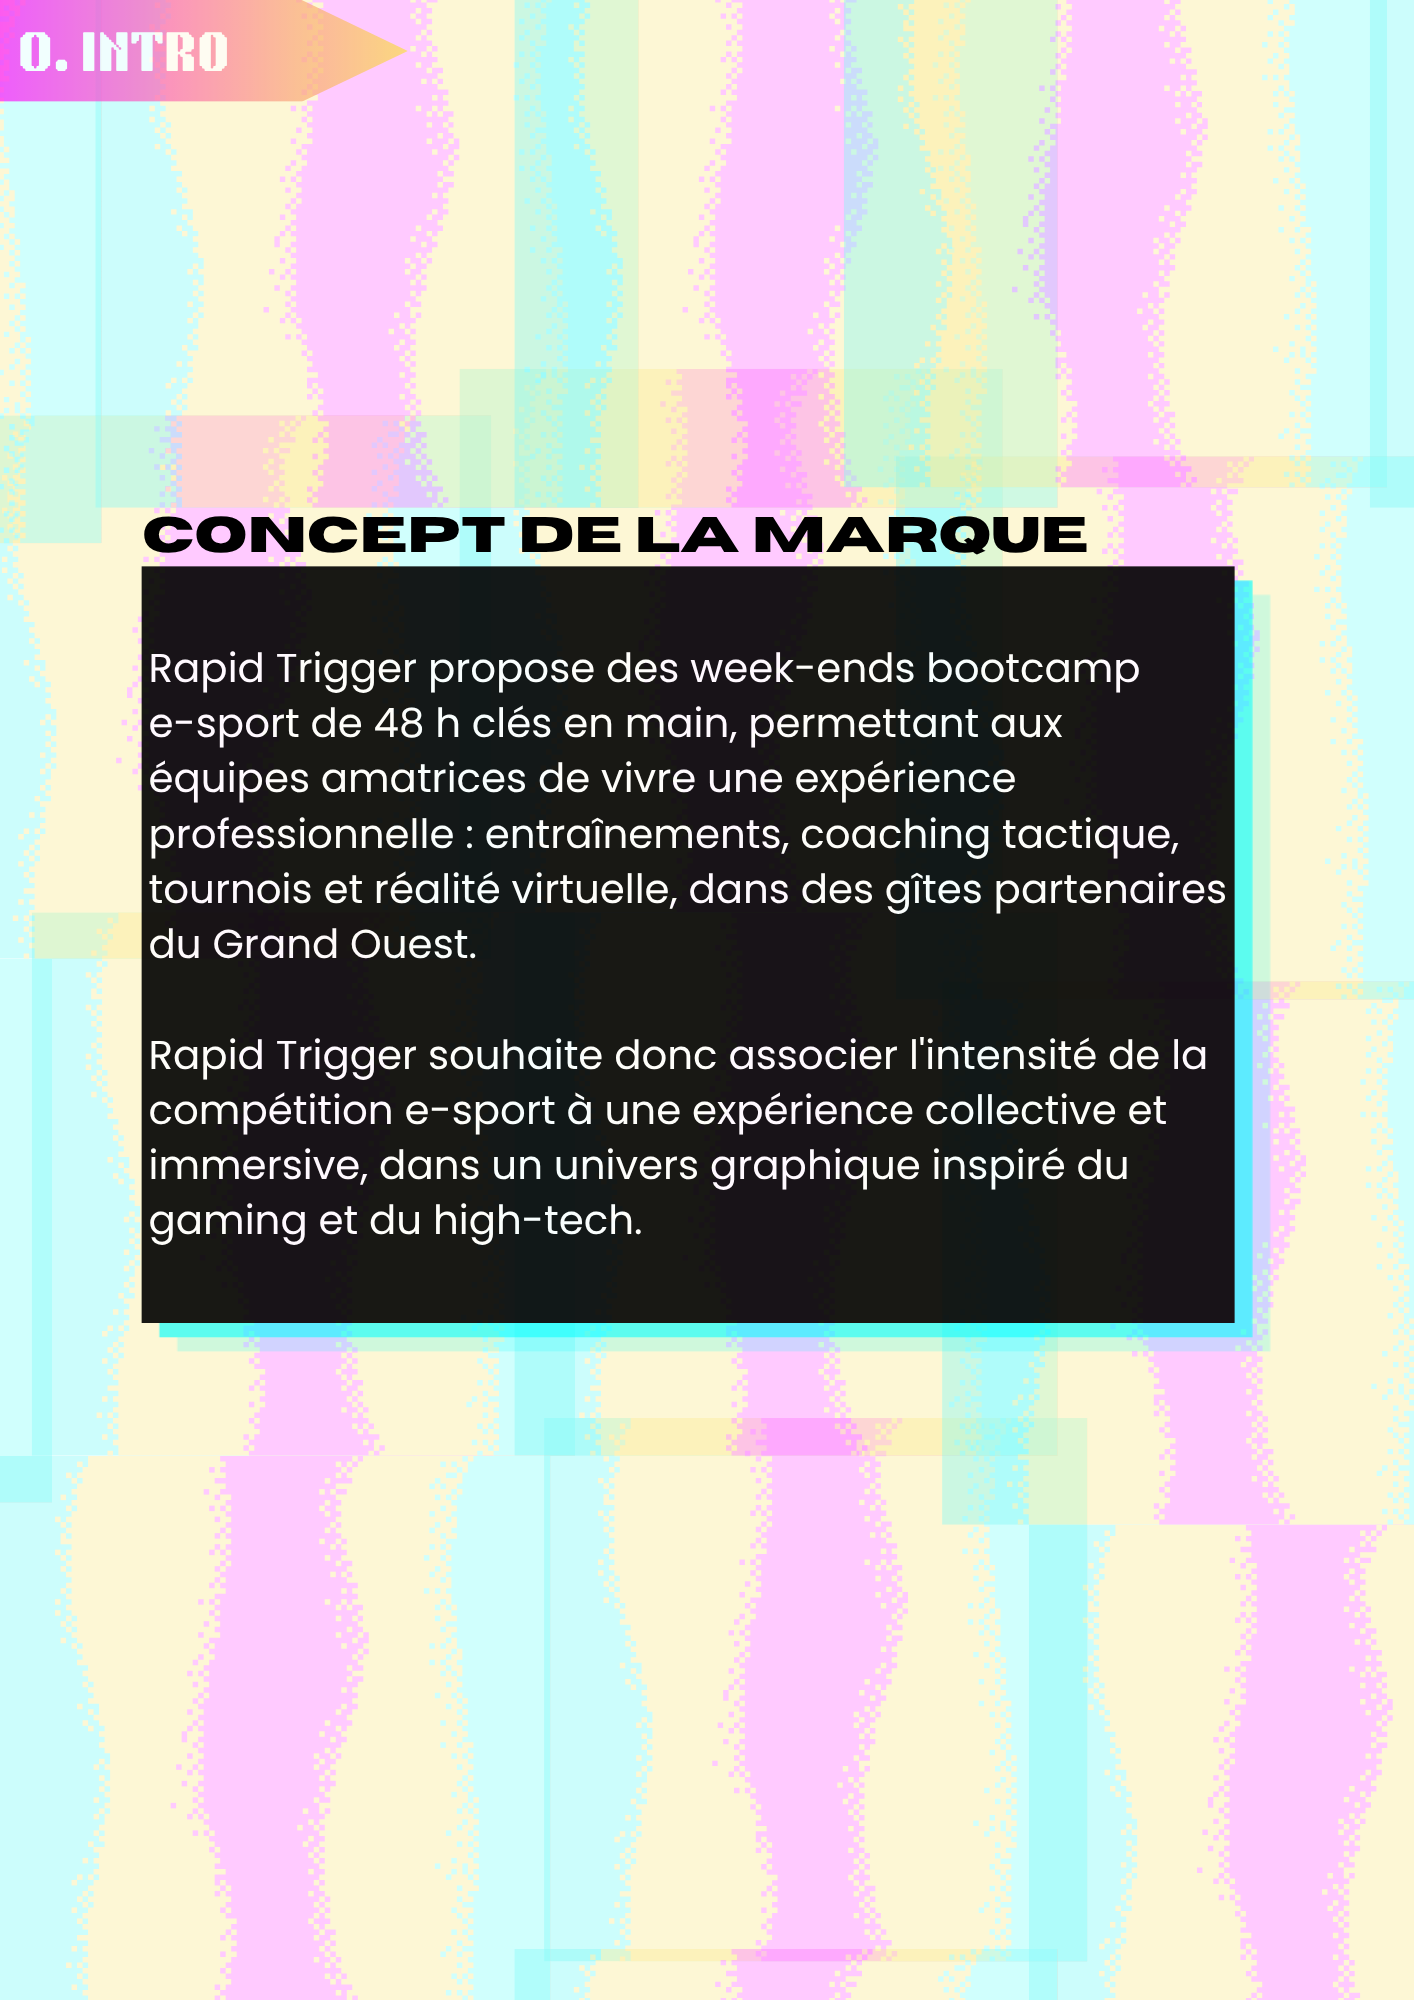 0. INTRO
CONCEPT DE LA MARQUE
Rapid Trigger propose des week-ends bootcamp
e-sport de 48 h clés en main, permettant aux
équipes amatrices de vivre une expérience
professionnelle : entraînements, coaching tactique,
tournois et réalité virtuelle, dans des gîtes partenaires
du Grand Ouest.
Rapid Trigger souhaite donc associer l'intensité de la
compétition e-sport à une expérience collective et
immersive, dans un univers graphique inspiré du
gaming et du high-tech.